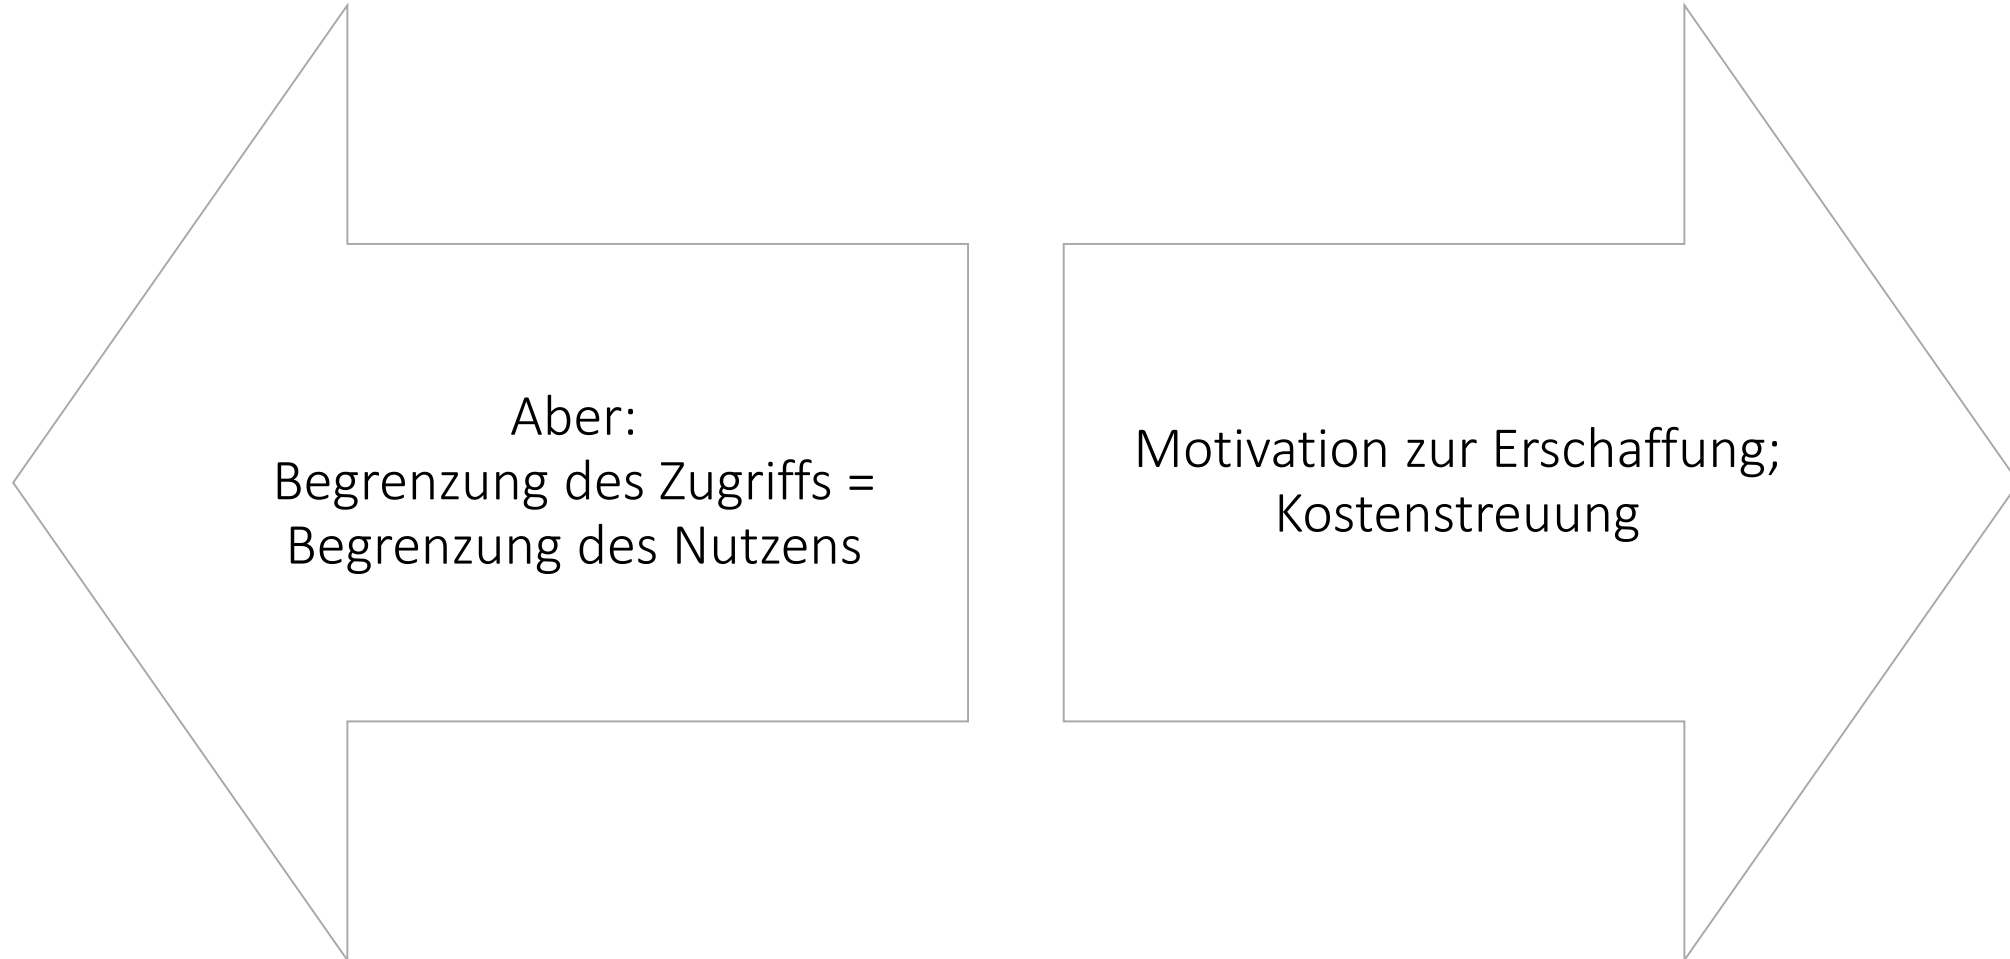 Aber:
Begrenzung des Zugriffs =
Begrenzung des Nutzens
Motivation zur Erschaffung;
Kostenstreuung